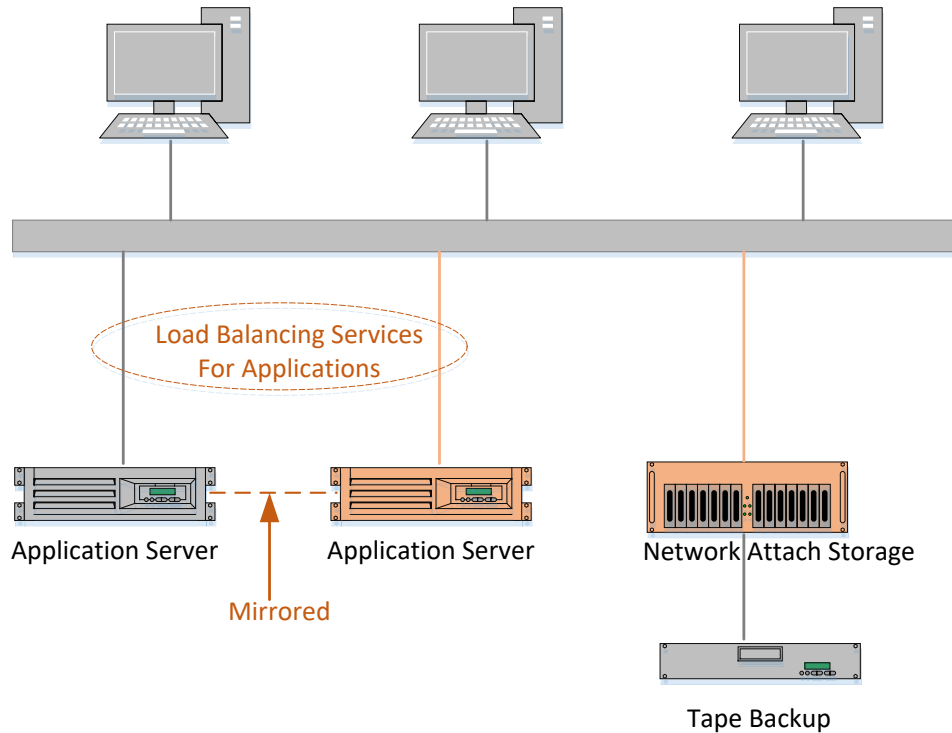 Load Balancing Services
For Applications
Application Server
Application Server
Network Attach Storage
Mirrored
Tape Backup